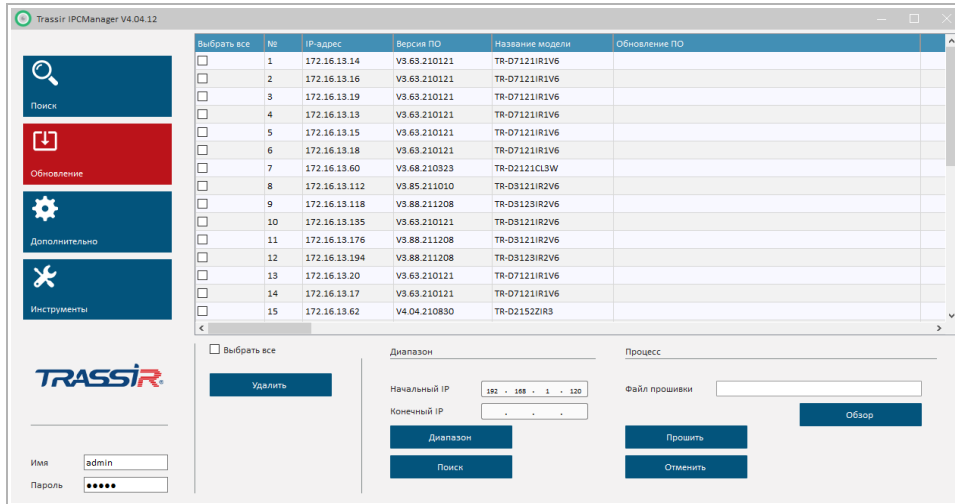 Trassir IPCManager V4.04.12
Поиск
Обновление
Дополнительно
Инструменты
TRASSIR
Имя admin
Пароль •••••
Выбрать все № IP-адрес Версия ПО Название модели Обновление ПО
1 172.16.13.14 V3.63.210121 TR-D7121IR1V6
2 172.16.13.16 V3.63.210121 TR-D7121IR1V6
3 172.16.13.19 V3.63.210121 TR-D7121IR1V6
4 172.16.13.13 V3.63.210121 TR-D7121IR1V6
5 172.16.13.15 V3.63.210121 TR-D7121IR1V6
6 172.16.13.18 V3.63.210121 TR-D7121IR1V6
7 172.16.13.60 V3.68.210323 TR-D2121CL3W
8 172.16.13.112 V3.85.211010 TR-D3121IR2V6
9 172.16.13.118 V3.88.211208 TR-D3123IR2V6
10 172.16.13.135 V3.63.210121 TR-D3121IR2V6
11 172.16.13.176 V3.88.211208 TR-D3121IR2V6
12 172.16.13.194 V3.88.211208 TR-D3123IR2V6
13 172.16.13.20 V3.63.210121 TR-D7121IR1V6
14 172.16.13.17 V3.63.210121 TR-D7121IR1V6
15 172.16.13.62 V4.04.210830 TR-D2152ZIR3
Выбрать все
Удалить
Диапазон
Начальный IP 192 . 168 . 1 . 120
Конечный IP . . .
Диапазон
Поиск
Процесс
Файл прошивки
Обзор
Прошить
Отменить